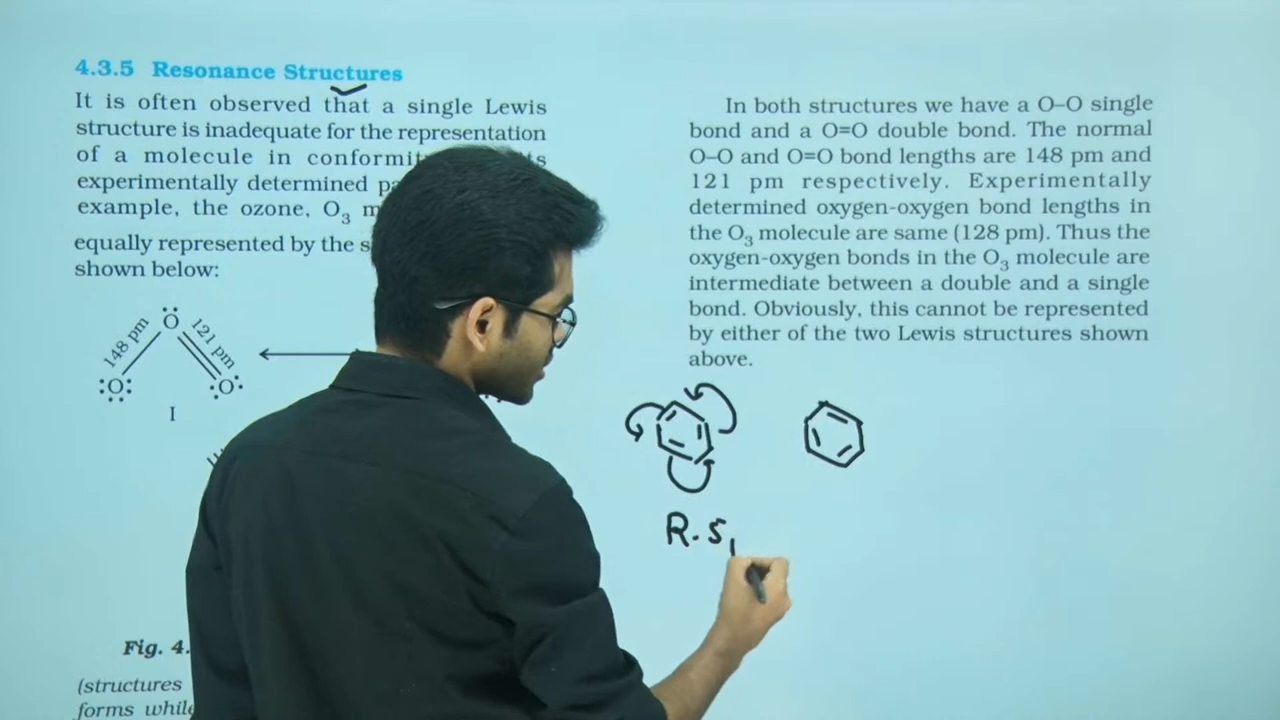 4.3.5 Resonance Structures
It is often observed that a single Lewis
structure is inadequate for the representation
of a molecule in
experimentally determined
example, the ozone, O3
equally represented by the
shown below:
148 pm
:Ö
121 pm
:O:
:O:
I
Fig. 4.
(structures
forms while
In both structures we have a O–O single
bond and a O=O double bond. The normal
O–O and O=O bond lengths are 148 pm and
121 pm respectively. Experimentally
determined oxygen-oxygen bond lengths in
the O3 molecule are same (128 pm). Thus the
oxygen-oxygen bonds in the O3 molecule are
intermediate between a double and a single
bond. Obviously, this cannot be represented
by either of the two Lewis structures shown
above.
R.S